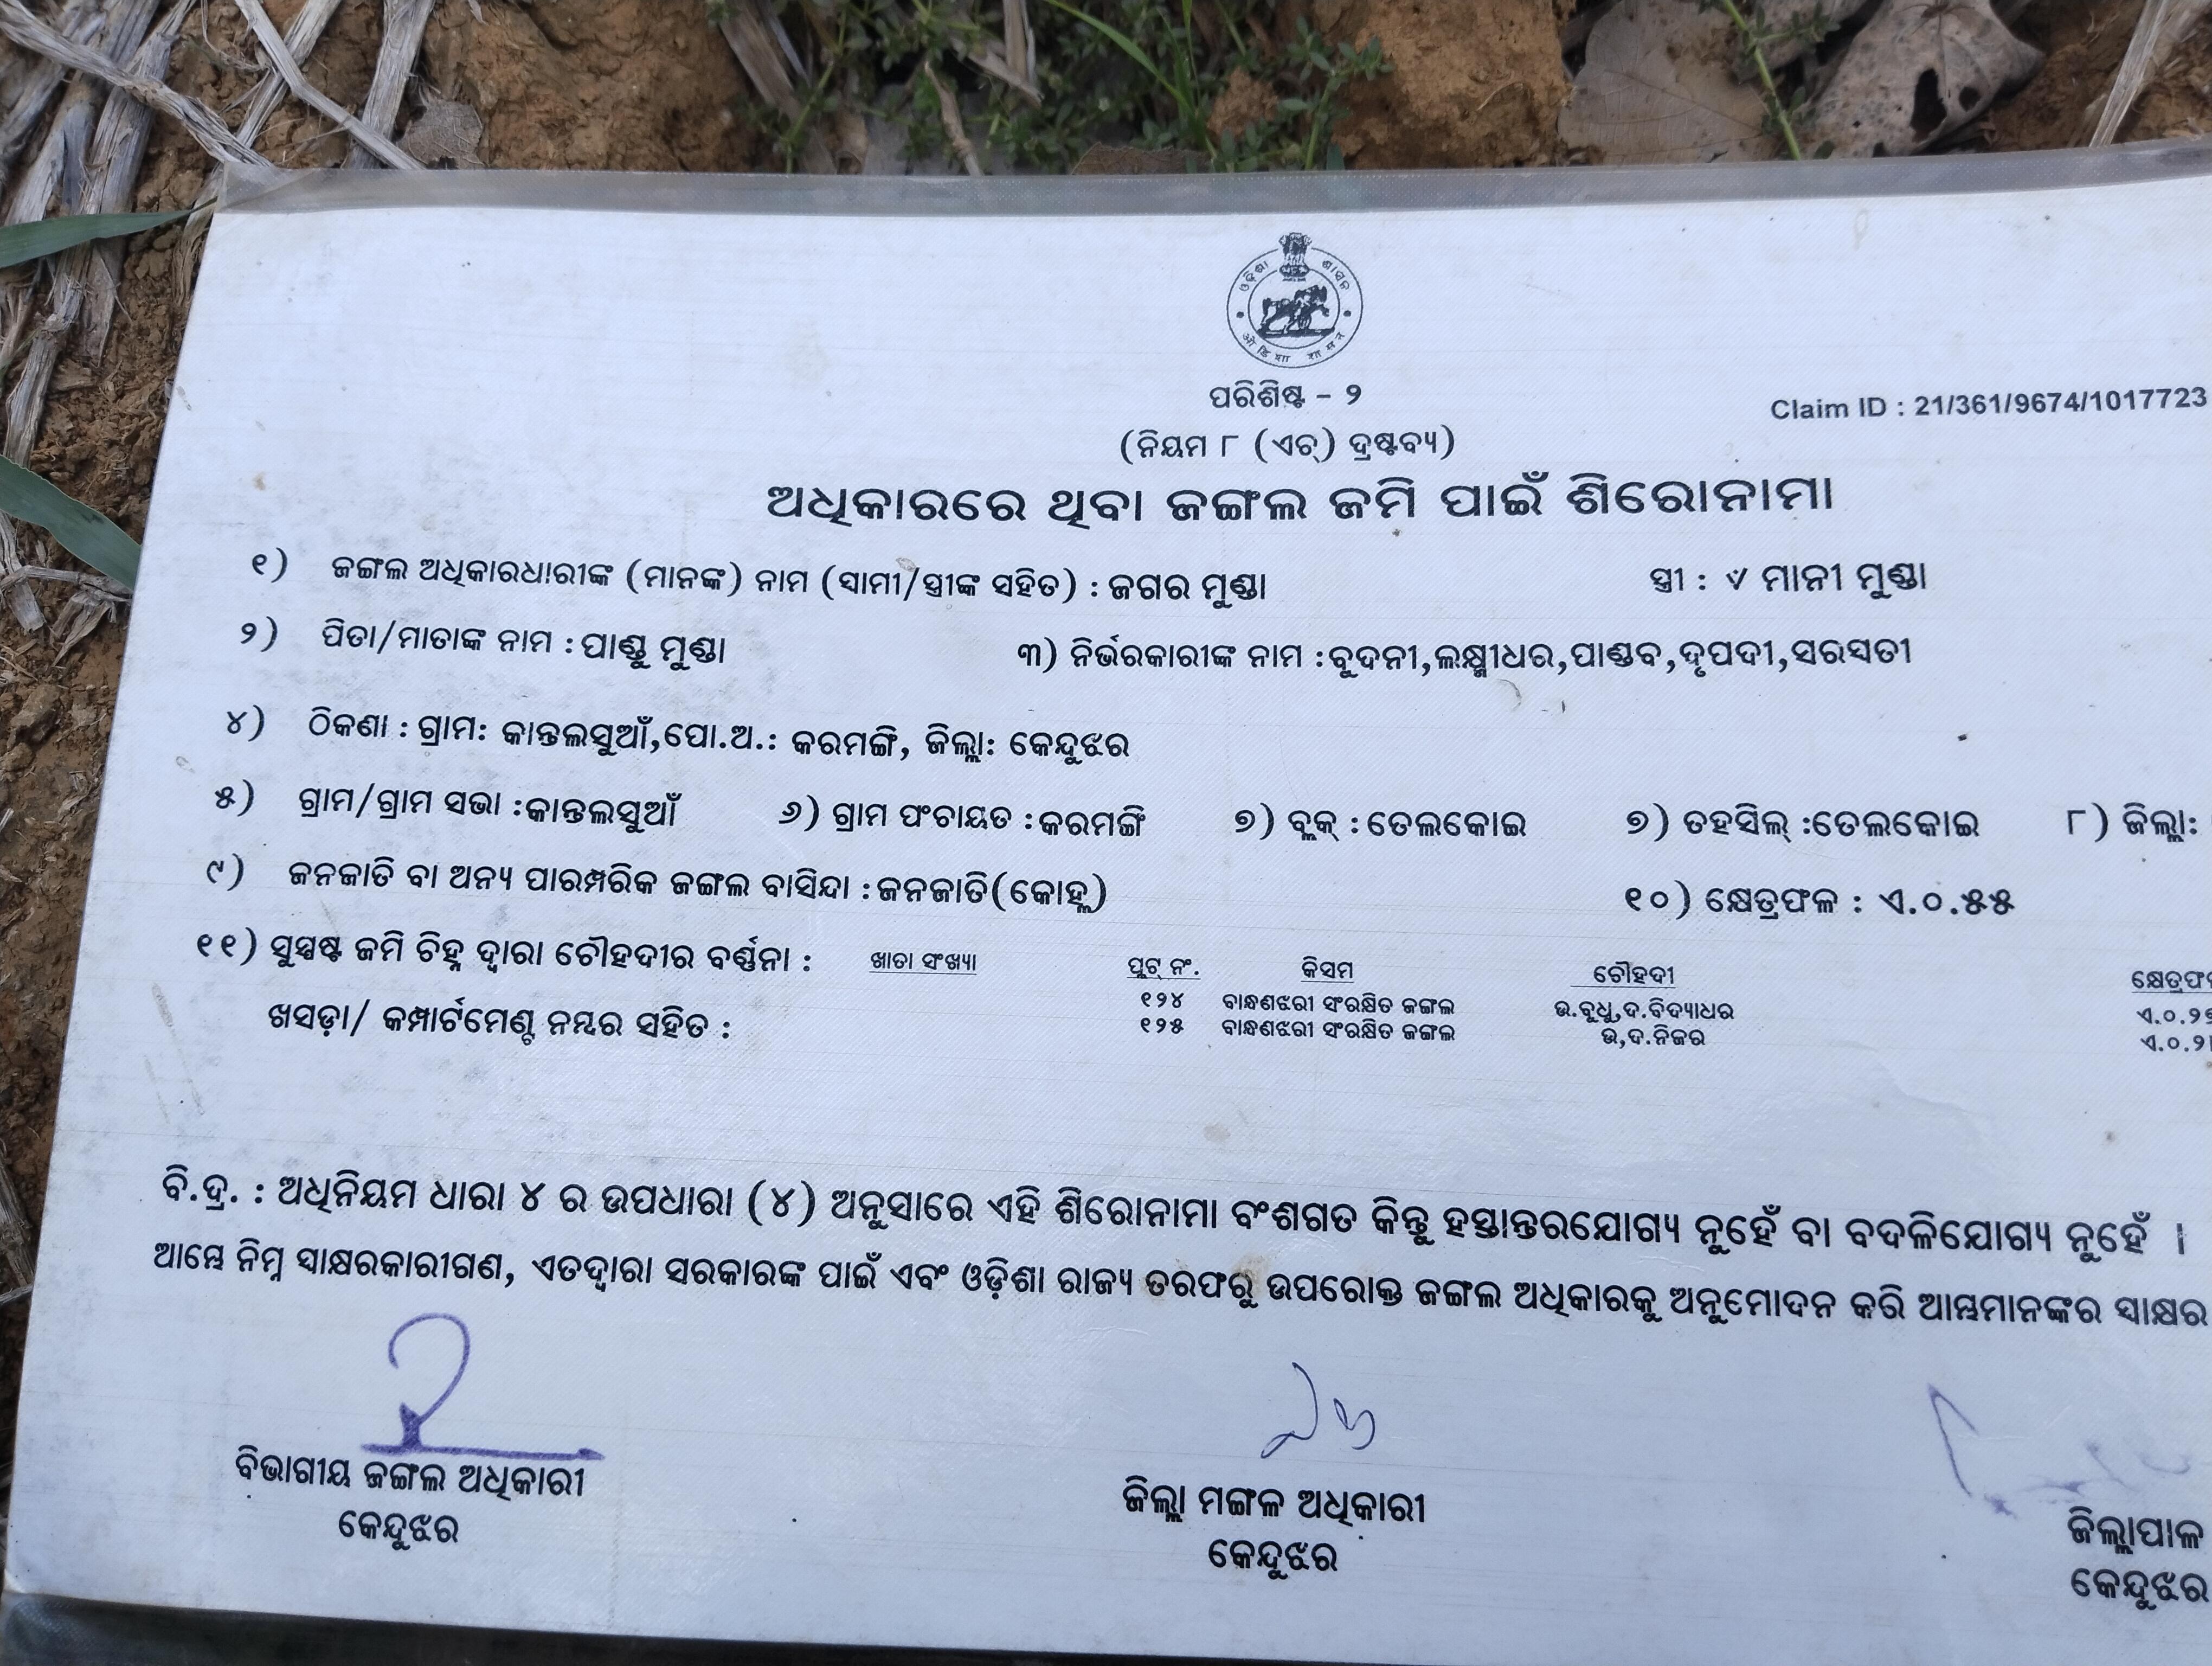 ଓଡ଼ିଶା ଶାସନ
ओडिशा शासन
ପରିଶିଷ୍ଟ – ୨
Claim ID : 21/361/9674/1017723
(ନିୟମ ୮ (ଏଚ୍) ଦ୍ରଷ୍ଟବ୍ୟ)
ଅଧିକାରରେ ଥିବା ଜଙ୍ଗଲ ଜମି ପାଇଁ ଶିରୋନାମା
୧) ଜଙ୍ଗଲ ଅଧିକାରଧାରୀଙ୍କ (ମାନଙ୍କ) ନାମ (ସ୍ୱାମୀ/ସ୍ତ୍ରୀଙ୍କ ସହିତ) : ଜଗର ମୁଣ୍ଡା ସ୍ତ୍ରୀ : ୰ ମାନୀ ମୁଣ୍ଡା
୨) ପିତା/ମାତାଙ୍କ ନାମ : ପାଣ୍ଡୁ ମୁଣ୍ଡା ୩) ନିର୍ଭରକାରୀଙ୍କ ନାମ :ବୁଦନୀ,ଲକ୍ଷ୍ମୀଧର,ପାଣ୍ଡବ,ଦୃପଦୀ,ସରସ୍ୱତୀ
୪) ଠିକଣା : ଗ୍ରାମ: କାନ୍ତଲସୁଆଁ,ପୋ.ଅ.: କରମଙ୍ଗି, ଜିଲ୍ଲା: କେନ୍ଦୁଝର
୫) ଗ୍ରାମ/ଗ୍ରାମ ସଭା :କାନ୍ତଲସୁଆଁ ୬) ଗ୍ରାମ ପଂଚାୟତ :କରମଙ୍ଗି ୭) ବ୍ଲକ୍ : ତେଲକୋଇ ୭) ତହସିଲ୍ :ତେଲକୋଇ ୮) ଜିଲ୍ଲା:
୯) ଜନଜାତି ବା ଅନ୍ୟ ପାରମ୍ପରିକ ଜଙ୍ଗଲ ବାସିନ୍ଦା :ଜନଜାତି(କୋହ୍ଲ) ୧୦) କ୍ଷେତ୍ରଫଳ : ଏ.୦.୫୫
୧୧) ସୁସ୍ପଷ୍ଟ ଜମି ଚିହ୍ନ ଦ୍ୱାରା ଚୌହଦୀର ବର୍ଣ୍ଣନା : ଖାତା ସଂଖ୍ୟା ପ୍ଲଟ୍ ନଂ. କିସମ ଚୌହଦୀ
୧୨୪ ବାନ୍ଧଣଝରୀ ସଂରକ୍ଷିତ ଜଙ୍ଗଲ ଉ.ବୁଧୁ,ଦ.ବିଦ୍ୟାଧର
ଖସଡ଼ା/ କମ୍ପାର୍ଟମେଣ୍ଟ ନମ୍ବର ସହିତ : ୧୨୫ ବାନ୍ଧଣଝରୀ ସଂରକ୍ଷିତ ଜଙ୍ଗଲ ଉ,ଦ.ନିଜର
ବି.ଦ୍ର. : ଅଧିନିୟମ ଧାରା ୪ ର ଉପଧାରା (୪) ଅନୁସାରେ ଏହି ଶିରୋନାମା ବଂଶଗତ କିନ୍ତୁ ହସ୍ତାନ୍ତରଯୋଗ୍ୟ ନୁହେଁ ବା ବଦଳିଯୋଗ୍ୟ ନୁହେଁ ।
ଆମ୍ଭେ ନିମ୍ନ ସ୍ୱାକ୍ଷରକାରୀଗଣ, ଏତଦ୍ୱାରା ସରକାରଙ୍କ ପାଇଁ ଏବଂ ଓଡ଼ିଶା ରାଜ୍ୟ ତରଫରୁ ଉପରୋକ୍ତ ଜଙ୍ଗଲ ଅଧିକାରକୁ ଅନୁମୋଦନ କରି ଆମ୍ଭମାନଙ୍କର ସ୍ୱାକ୍ଷର
ବିଭାଗୀୟ ଜଙ୍ଗଲ ଅଧିକାରୀ ଜିଲ୍ଲା ମଙ୍ଗଳ ଅଧିକାରୀ ଜିଲ୍ଲାପାଳ
କେନ୍ଦୁଝର କେନ୍ଦୁଝର କେନ୍ଦୁଝର